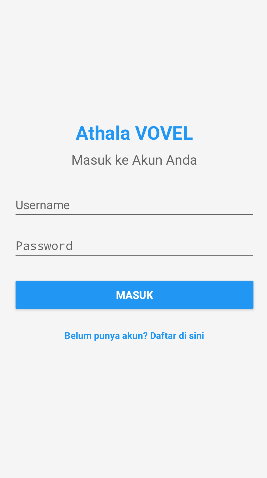 Athala VOVEL
Masuk ke Akun Anda
Username
Password
MASUK
Belum punya akun? Daftar di sini